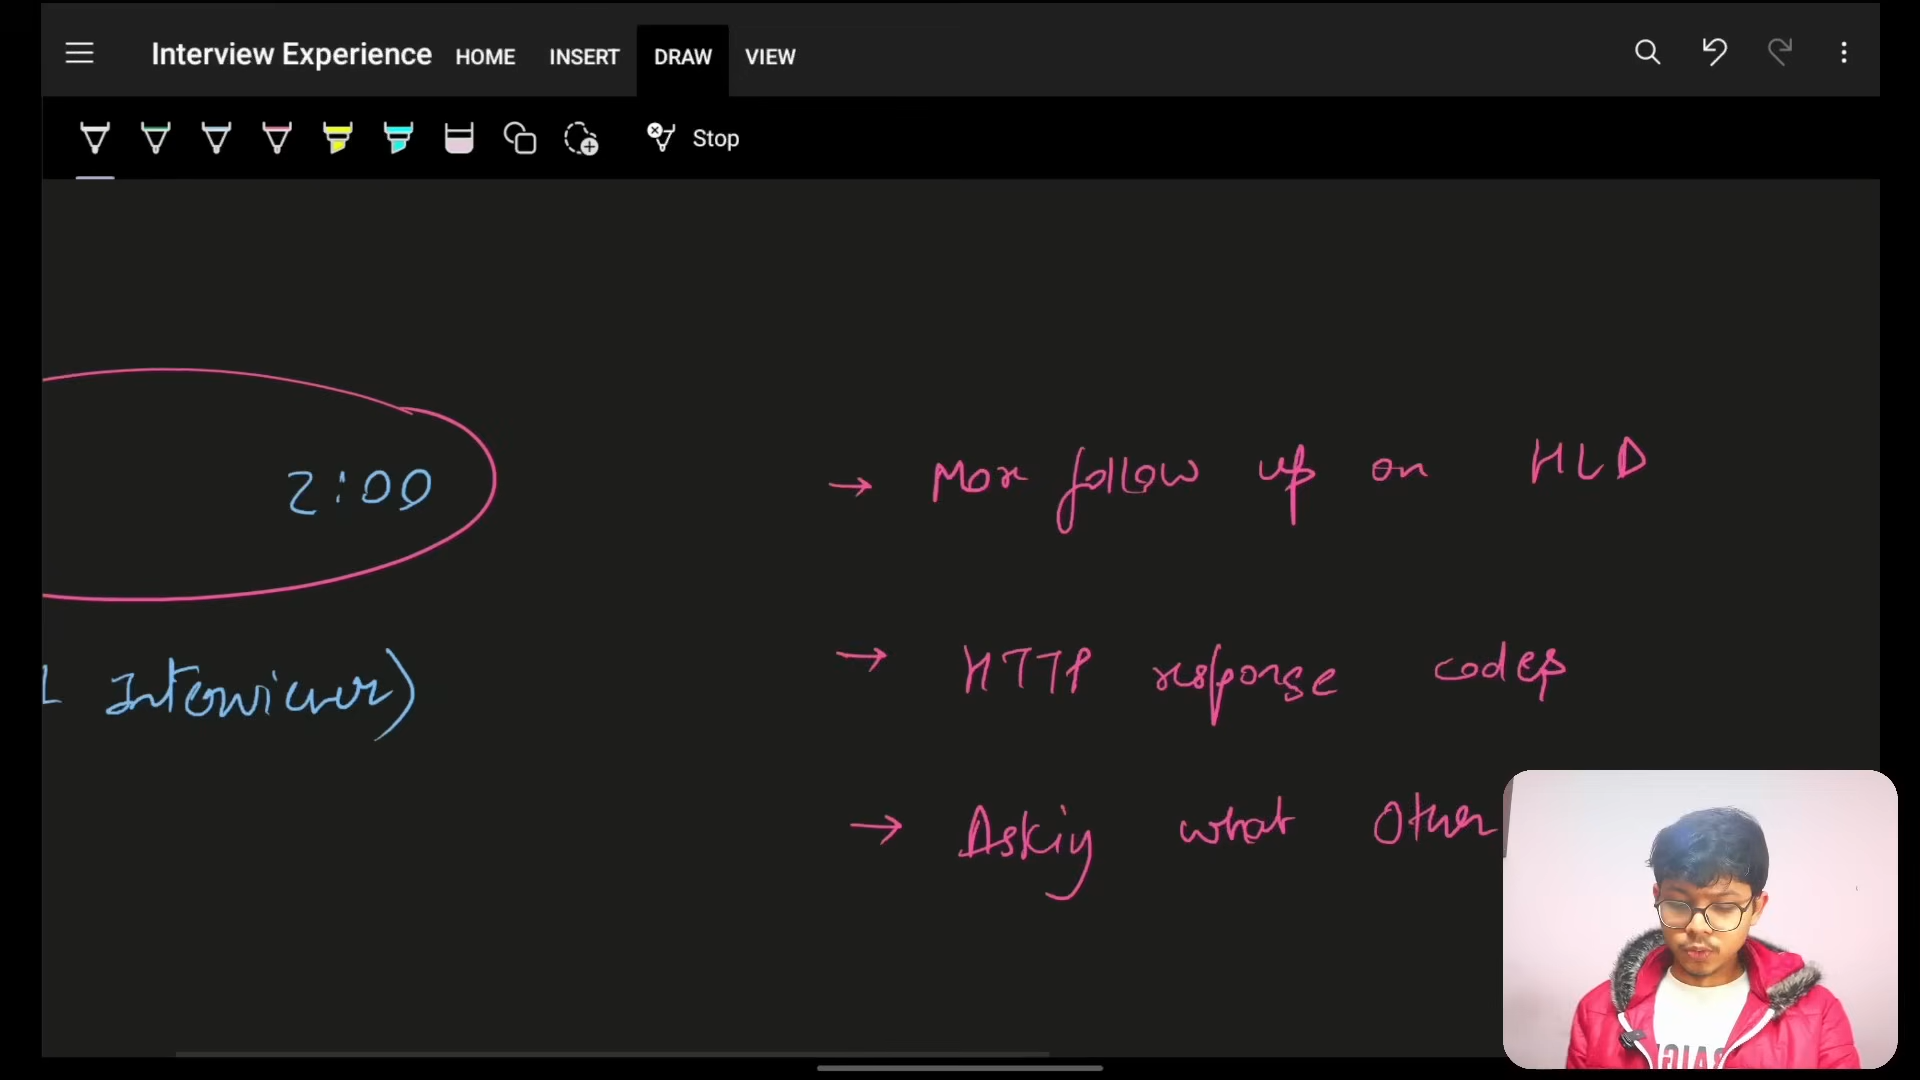 Interview Experience HOME INSERT DRAW VIEW
Stop
2:00
→ More follow up on HLD
Interviewer)
→ HTTP response codes
→ Asking what other